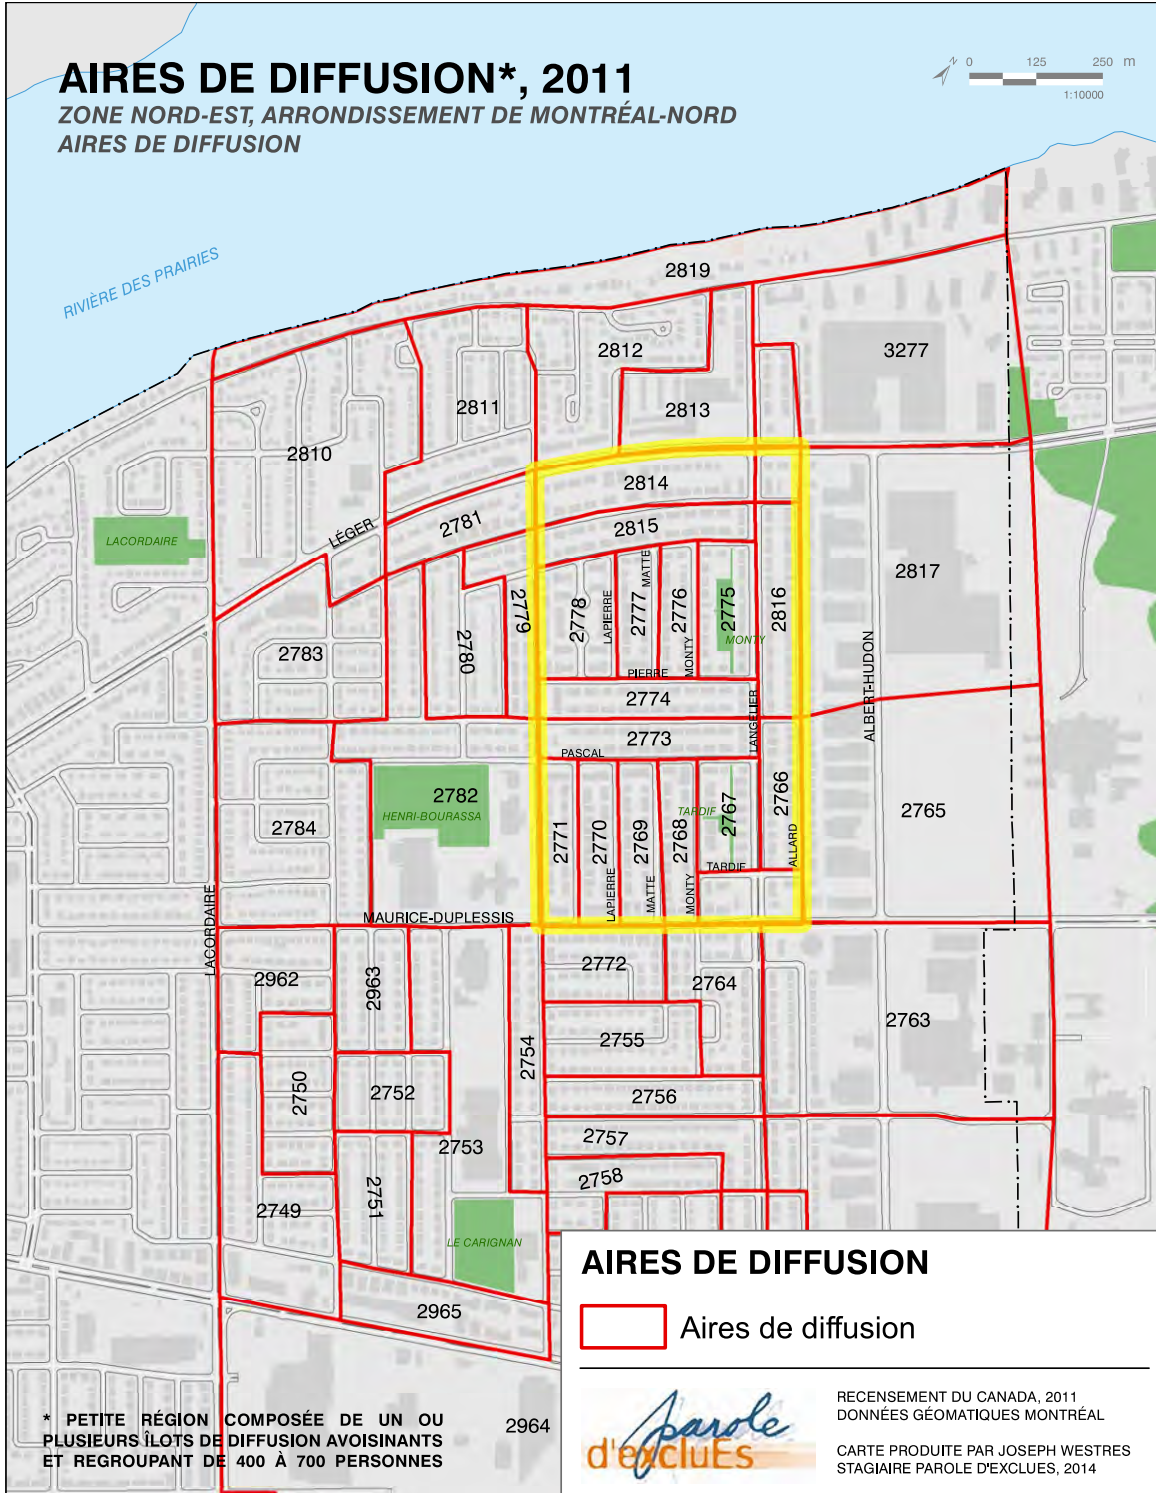 AIRES DE DIFFUSION*, 2011
ZONE NORD-EST, ARRONDISSEMENT DE MONTRÉAL-NORD
AIRES DE DIFFUSION
N 0 125 250 m
1:10000
RIVIÈRE DES PRAIRIES
2819
2812
3277
2811
2813
2810
2814
2781
LÉGER
2815
LACORDAIRE
2817
2779
2778
LAPIERRE
2777
MATTE
2776
MONTY
2775
MONTY
2816
2780
2783
PIERRE
2774
LANGELIER
ALBERT-HUDON
2773
PASCAL
2782
HENRI-BOURASSA
2784
2771
2770
LAPIERRE
2769
MATTE
2768
MONTY
TARDIF
2767
TARDIF
2766
ALLARD
2765
MAURICE-DUPLESSIS
LACORDAIRE
2962
2963
2772
2764
2763
2754
2755
2750
2752
2756
2753
2757
2758
2751
2749
LE CARIGNAN
2965
2964
AIRES DE DIFFUSION
Aires de diffusion
parole
d'excluEs
RECENSEMENT DU CANADA, 2011
DONNÉES GÉOMATIQUES MONTRÉAL
CARTE PRODUITE PAR JOSEPH WESTRES
STAGIAIRE PAROLE D'EXCLUES, 2014
* PETITE RÉGION COMPOSÉE DE UN OU
PLUSIEURS ÎLOTS DE DIFFUSION AVOISINANTS
ET REGROUPANT DE 400 À 700 PERSONNES